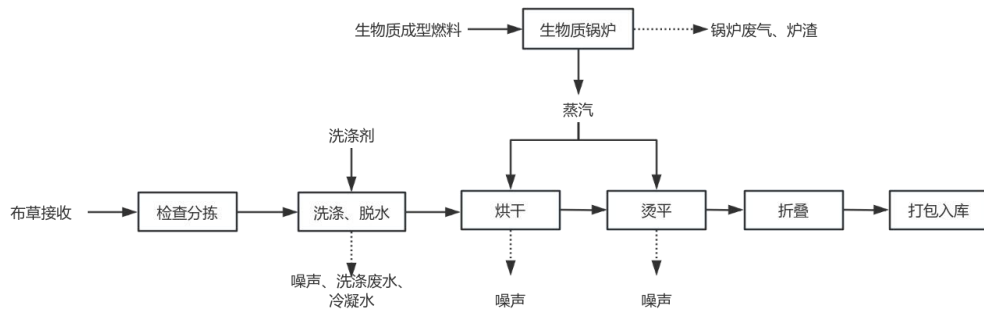 生物质成型燃料
生物质锅炉
锅炉废气、炉渣
蒸汽
洗涤剂
布草接收
检查分拣
洗涤、脱水
烘干
烫平
折叠
打包入库
噪声、洗涤废水、
冷凝水
噪声
噪声